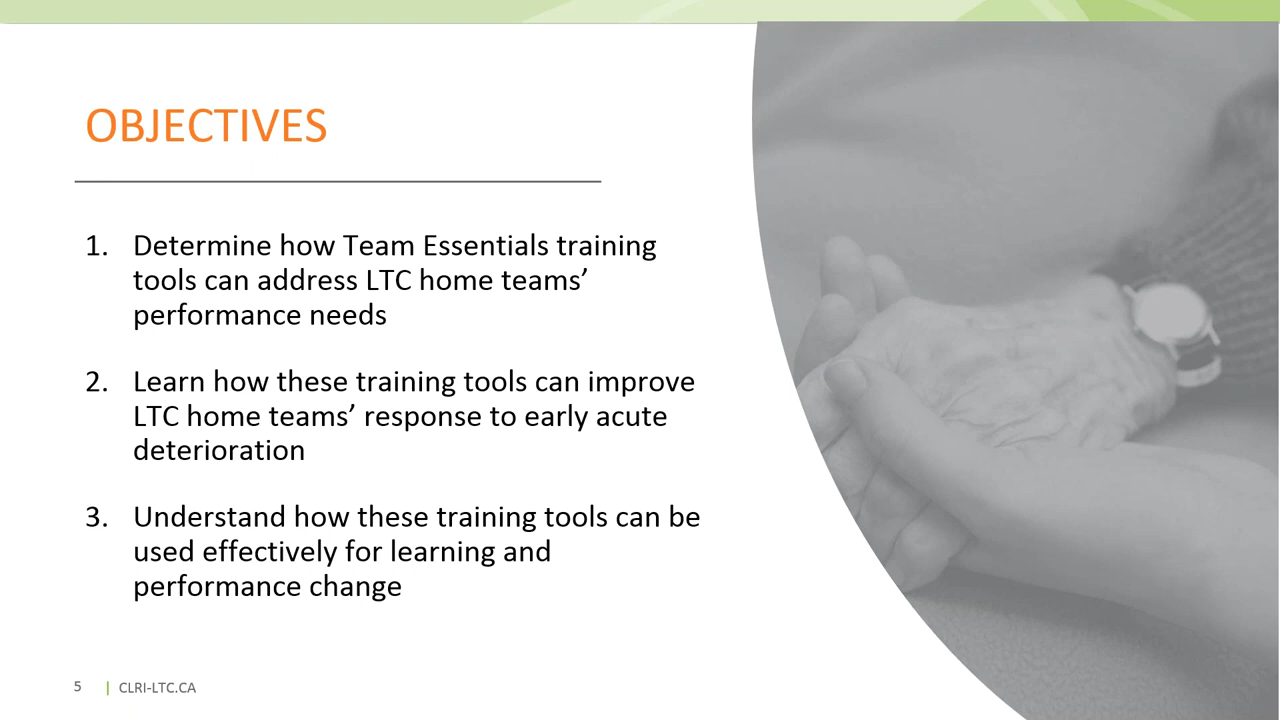 OBJECTIVES
1. Determine how Team Essentials training
tools can address LTC home teams’
performance needs
2. Learn how these training tools can improve
LTC home teams’ response to early acute
deterioration
3. Understand how these training tools can be
used effectively for learning and
performance change
5 | CLRI-LTC.CA